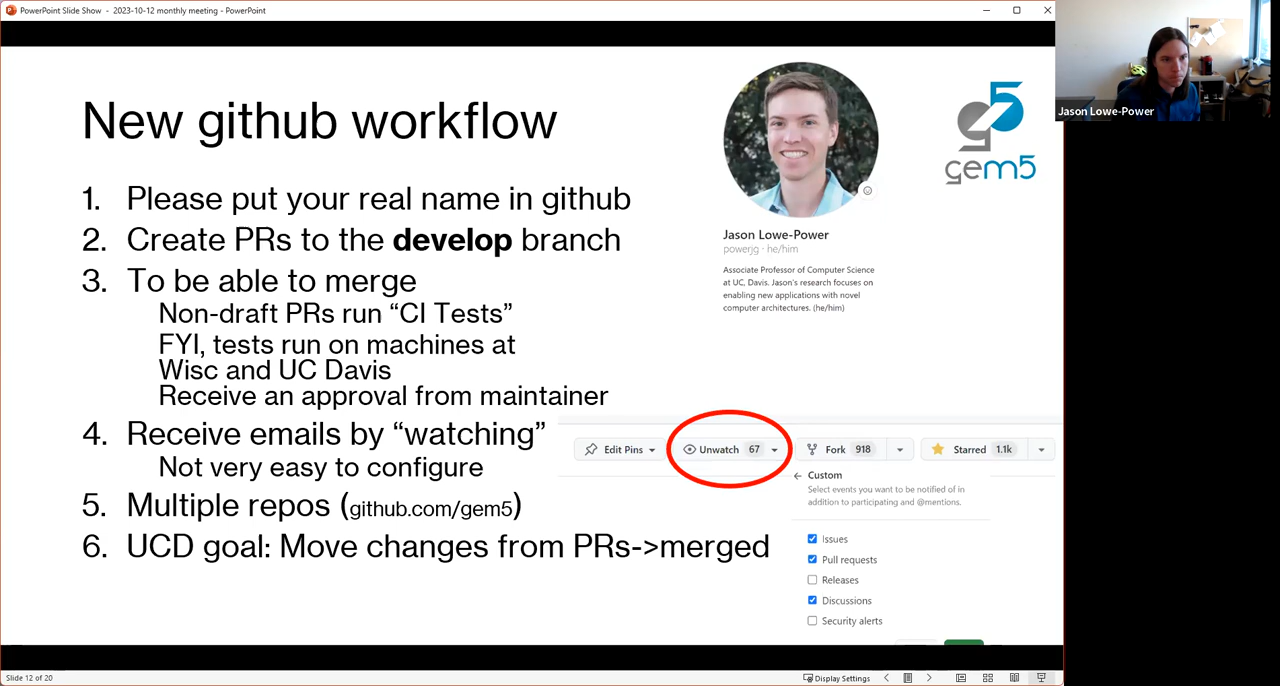 PowerPoint Slide Show - 2023-10-12 monthly meeting - PowerPoint
Jason Lowe-Power
New github workflow
gem5
1. Please put your real name in github
2. Create PRs to the develop branch
3. To be able to merge
Non-draft PRs run “CI Tests”
FYI, tests run on machines at
Wisc and UC Davis
Receive an approval from maintainer
4. Receive emails by “watching”
Not very easy to configure
5. Multiple repos (github.com/gem5)
6. UCD goal: Move changes from PRs->merged
Jason Lowe-Power
powerjg · he/him
Associate Professor of Computer Science
at UC, Davis. Jason's research focuses on
enabling new applications with novel
computer architectures. (he/him)
Edit Pins Unwatch 67 Fork 918 Starred 1.1k
Custom
Select events you want to be notified of in
addition to participating and @mentions.
Issues
Pull requests
Releases
Discussions
Security alerts
Slide 12 of 20
Display Settings